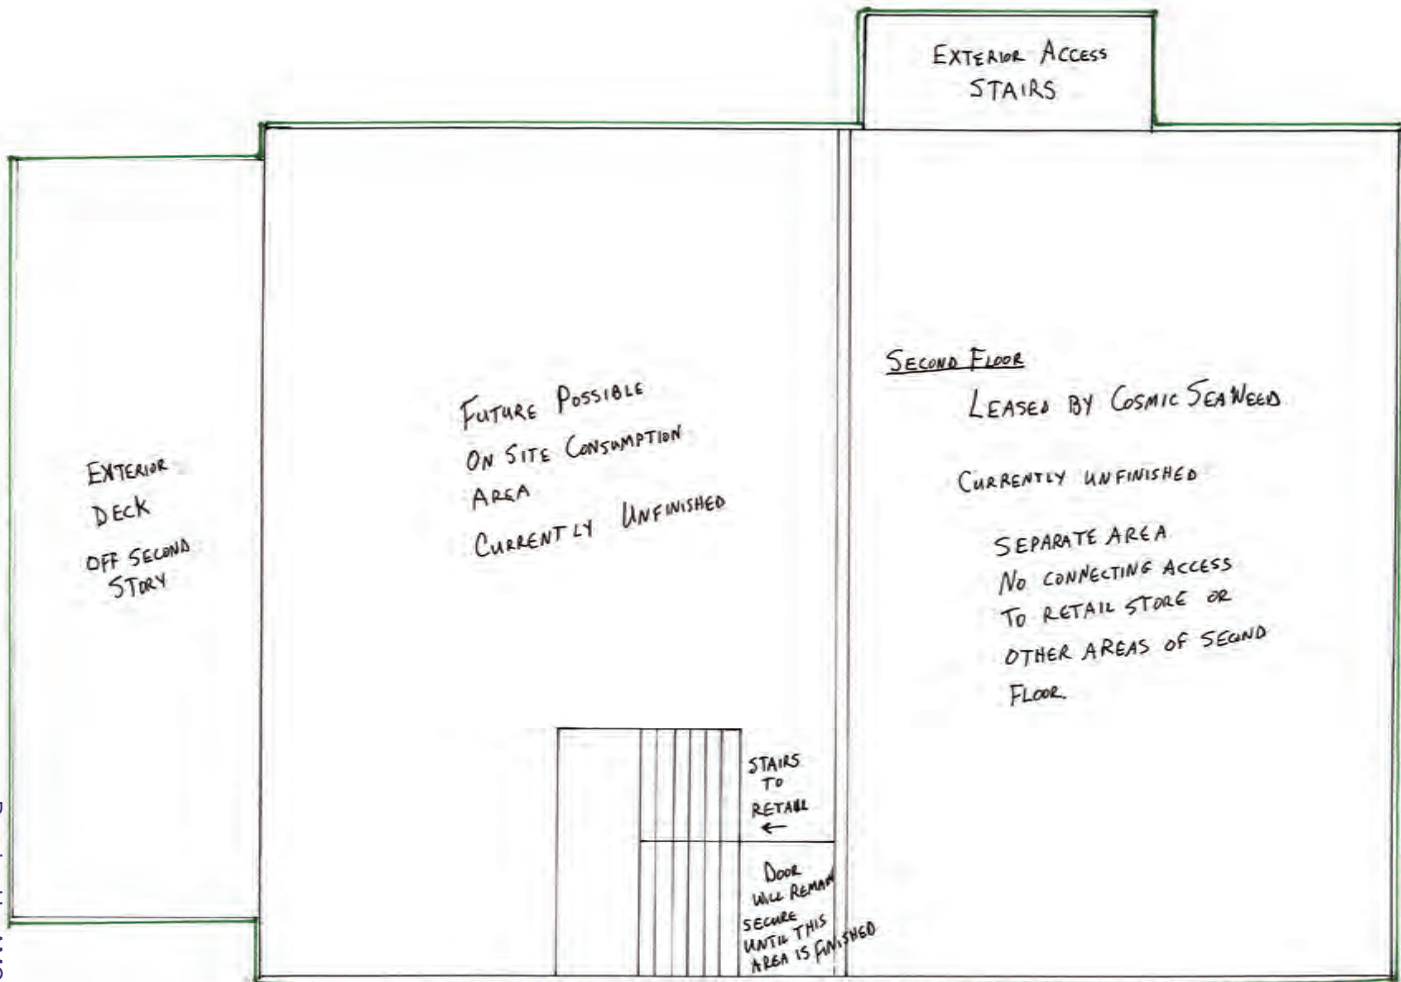 EXTERIOR ACCESS
STAIRS
EXTERIOR
DECK
OFF SECOND
STORY
FUTURE POSSIBLE
ON SITE CONSUMPTION
AREA
CURRENTLY UNFINISHED
SECOND FLOOR
LEASED BY COSMIC SEAWEED
CURRENTLY UNFINISHED
SEPARATE AREA
NO CONNECTING ACCESS
TO RETAIL STORE OR
OTHER AREAS OF SECOND
FLOOR.
STAIRS
TO
RETAIL
←
DOOR
WILL REMAIN
SECURE
UNTIL THIS
AREA IS FINISHED